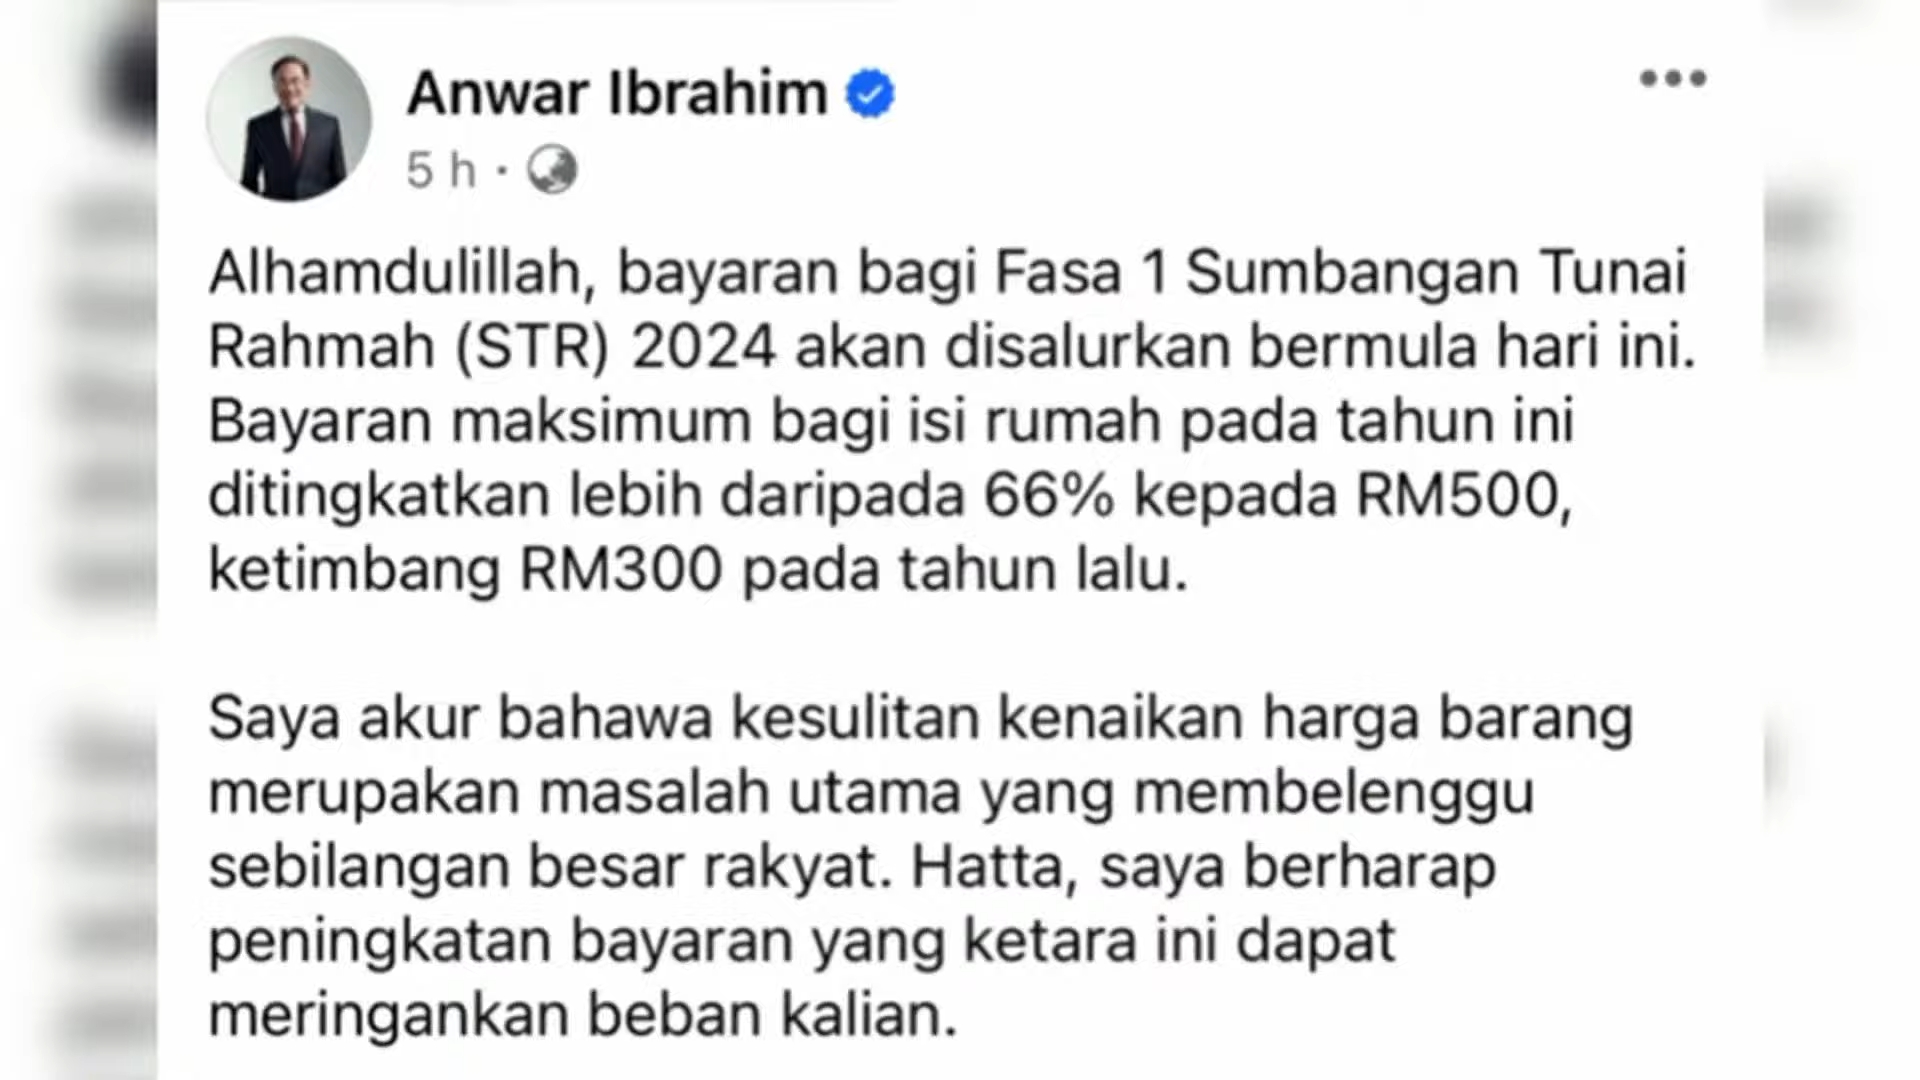 Anwar Ibrahim
5 h ·
Alhamdulillah, bayaran bagi Fasa 1 Sumbangan Tunai
Rahmah (STR) 2024 akan disalurkan bermula hari ini.
Bayaran maksimum bagi isi rumah pada tahun ini
ditingkatkan lebih daripada 66% kepada RM500,
ketimbang RM300 pada tahun lalu.
Saya akur bahawa kesulitan kenaikan harga barang
merupakan masalah utama yang membelenggu
sebilangan besar rakyat. Hatta, saya berharap
peningkatan bayaran yang ketara ini dapat
meringankan beban kalian.